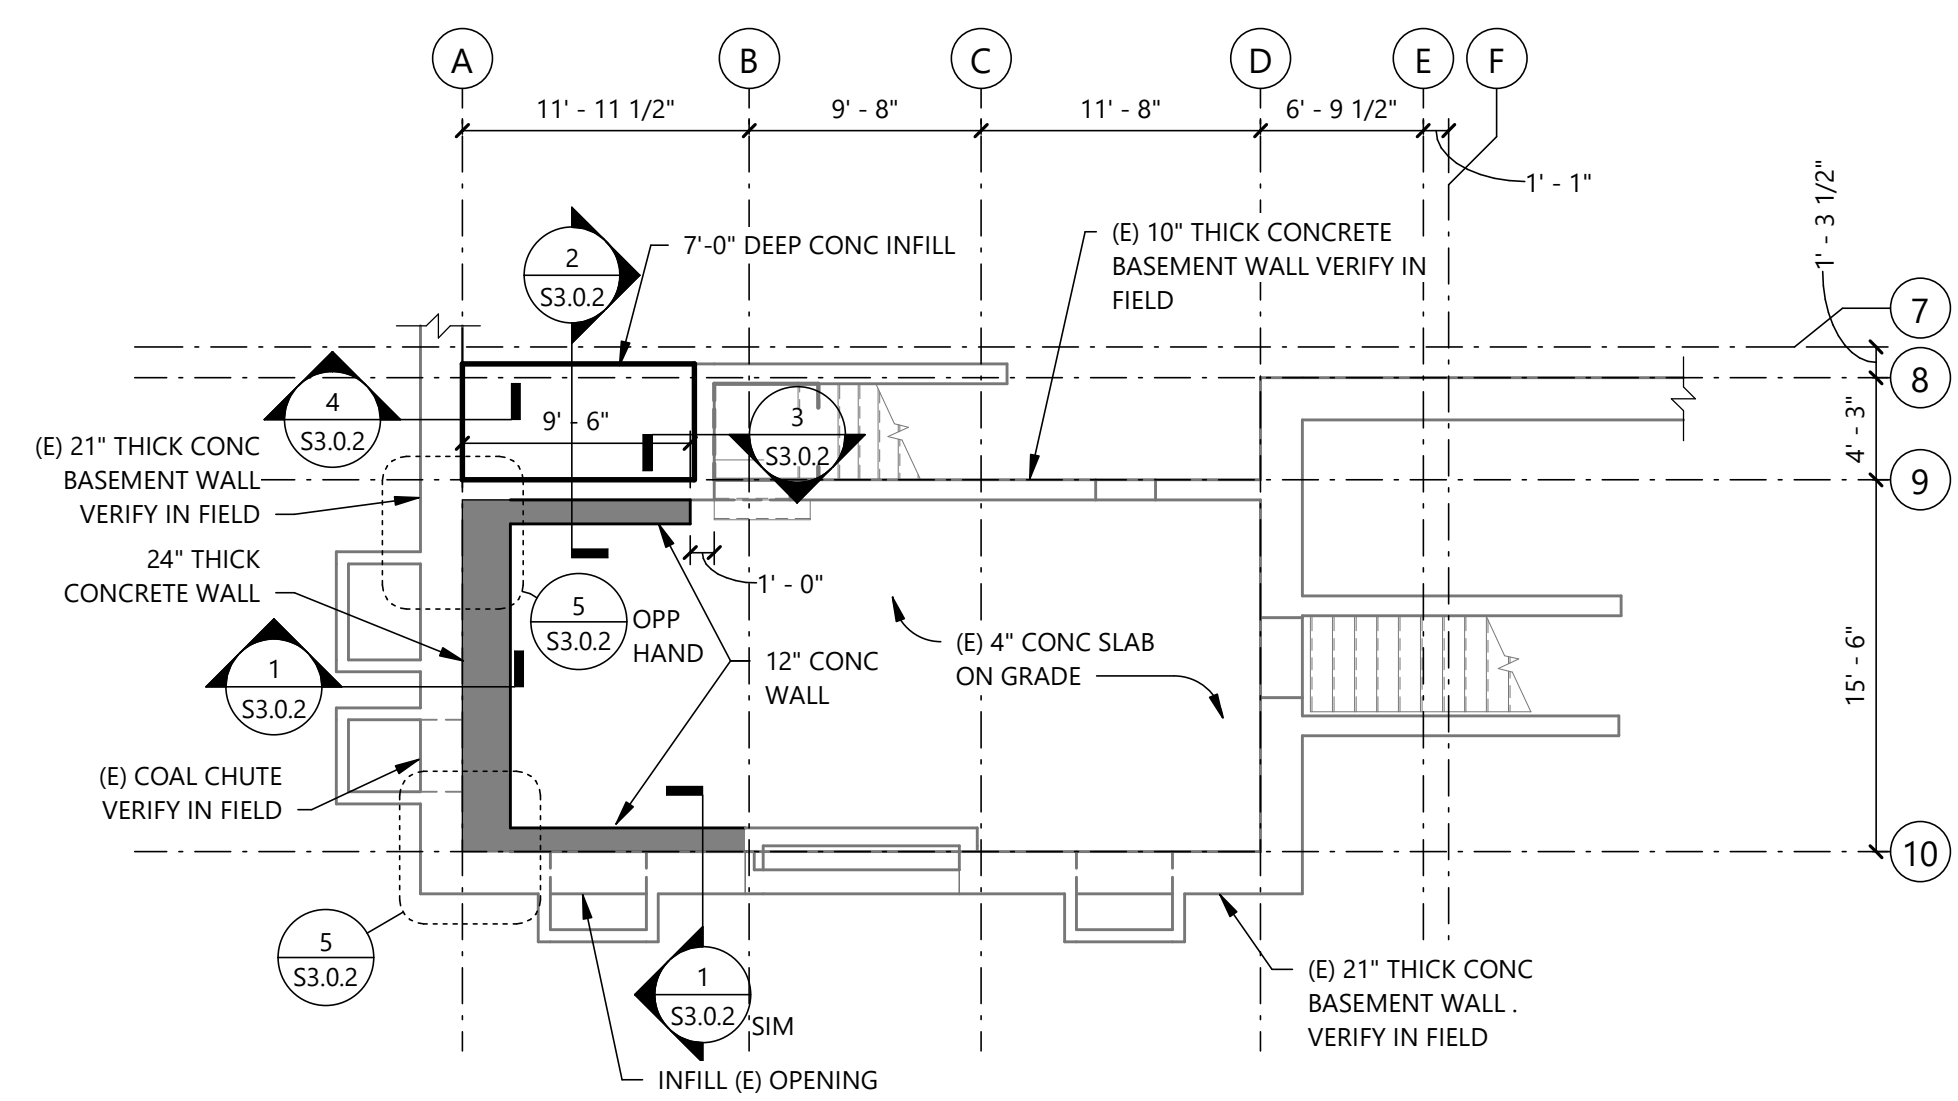 A
B
C
D
E
F
11' - 11 1/2"
9' - 8"
11' - 8"
6' - 9 1/2"
1' - 1"
1' - 3 1/2"
2
S3.0.2
7'-0" DEEP CONC INFILL
(E) 10" THICK CONCRETE
BASEMENT WALL VERIFY IN
FIELD
7
8
4' - 3"
9
4
S3.0.2
9' - 6"
3
S3.0.2
(E) 21" THICK CONC
BASEMENT WALL
VERIFY IN FIELD
24" THICK
CONCRETE WALL
1' - 0"
5
S3.0.2
OPP
HAND
12" CONC
WALL
(E) 4" CONC SLAB
ON GRADE
15' - 6"
1
S3.0.2
(E) COAL CHUTE
VERIFY IN FIELD
10
5
S3.0.2
1
S3.0.2
SIM
(E) 21" THICK CONC
BASEMENT WALL .
VERIFY IN FIELD
INFILL (E) OPENING